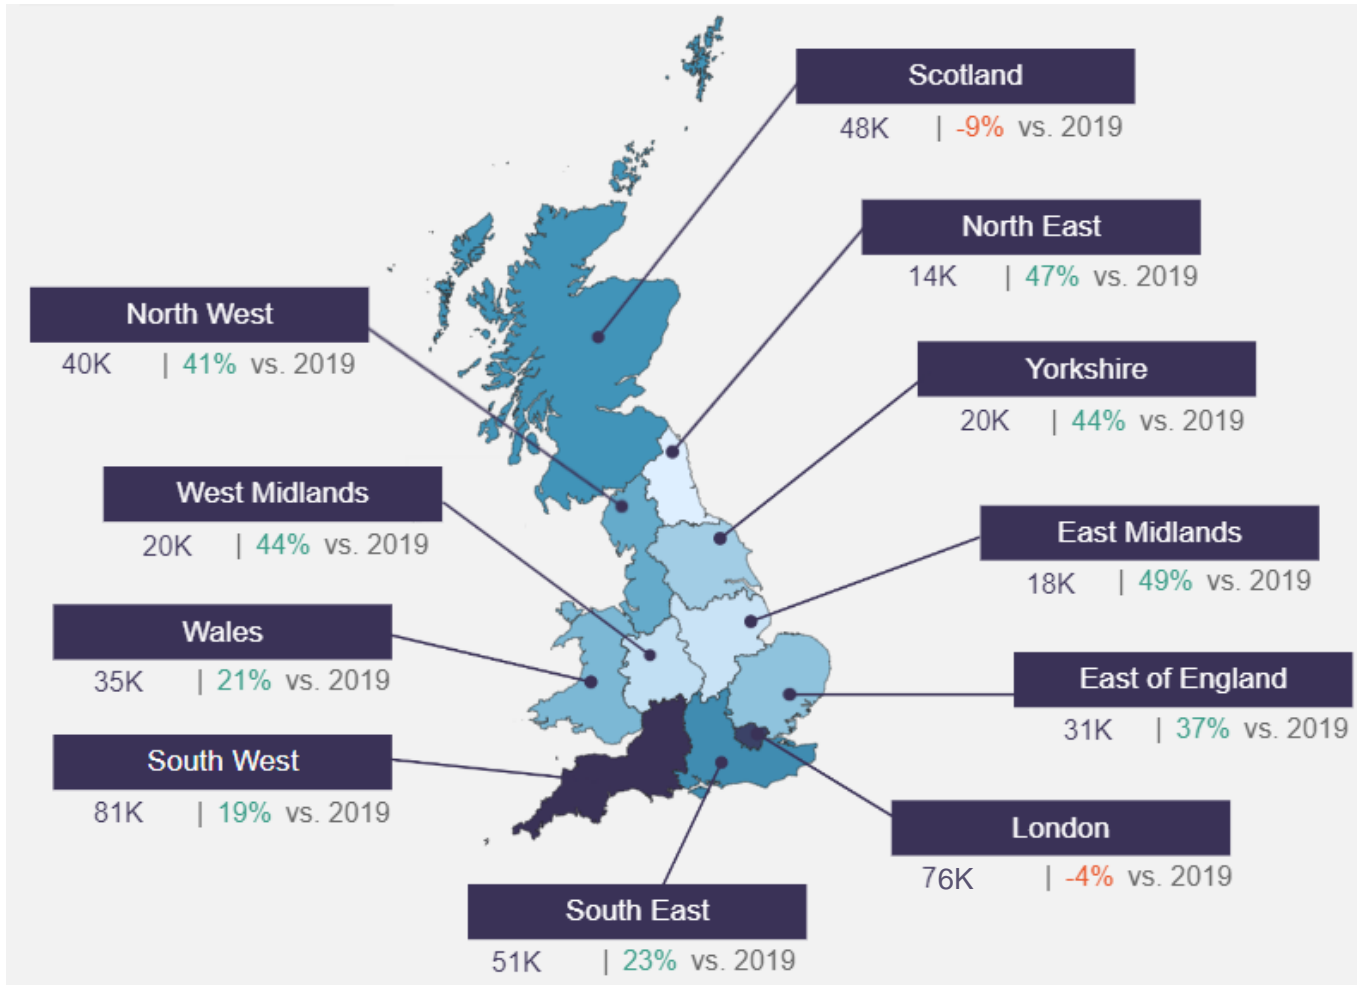 Scotland
48K | -9% vs. 2019
North East
14K | 47% vs. 2019
North West
40K | 41% vs. 2019
Yorkshire
20K | 44% vs. 2019
West Midlands
20K | 44% vs. 2019
East Midlands
18K | 49% vs. 2019
Wales
35K | 21% vs. 2019
East of England
31K | 37% vs. 2019
South West
81K | 19% vs. 2019
London
76K | -4% vs. 2019
South East
51K | 23% vs. 2019